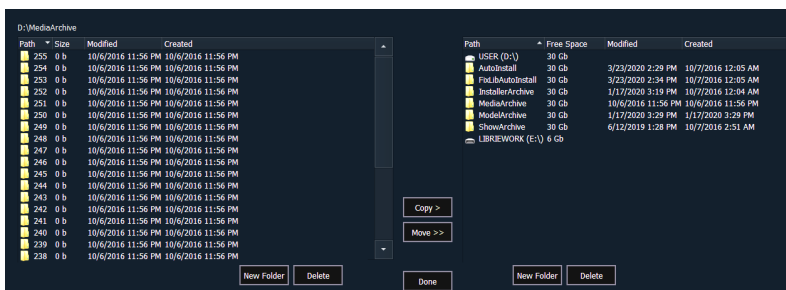 D:\MediaArchive
Path Size Modified Created
255 0 b 10/6/2016 11:56 PM 10/6/2016 11:56 PM
254 0 b 10/6/2016 11:56 PM 10/6/2016 11:56 PM
253 0 b 10/6/2016 11:56 PM 10/6/2016 11:56 PM
252 0 b 10/6/2016 11:56 PM 10/6/2016 11:56 PM
251 0 b 10/6/2016 11:56 PM 10/6/2016 11:56 PM
250 0 b 10/6/2016 11:56 PM 10/6/2016 11:56 PM
249 0 b 10/6/2016 11:56 PM 10/6/2016 11:56 PM
248 0 b 10/6/2016 11:56 PM 10/6/2016 11:56 PM
247 0 b 10/6/2016 11:56 PM 10/6/2016 11:56 PM
246 0 b 10/6/2016 11:56 PM 10/6/2016 11:56 PM
245 0 b 10/6/2016 11:56 PM 10/6/2016 11:56 PM
244 0 b 10/6/2016 11:56 PM 10/6/2016 11:56 PM
243 0 b 10/6/2016 11:56 PM 10/6/2016 11:56 PM
242 0 b 10/6/2016 11:56 PM 10/6/2016 11:56 PM
241 0 b 10/6/2016 11:56 PM 10/6/2016 11:56 PM
240 0 b 10/6/2016 11:56 PM 10/6/2016 11:56 PM
239 0 b 10/6/2016 11:56 PM 10/6/2016 11:56 PM
238 0 b 10/6/2016 11:56 PM 10/6/2016 11:56 PM
New Folder Delete
Copy >
Move >>
Done
Path Free Space Modified Created
USER (D:\) 30 Gb
AutoInstall 30 Gb 3/23/2020 2:29 PM 10/7/2016 12:05 AM
FixLibAutoInstall 30 Gb 3/23/2020 2:34 PM 10/7/2016 12:05 AM
InstallerArchive 30 Gb 1/17/2020 3:19 PM 10/7/2016 12:04 AM
MediaArchive 30 Gb 10/6/2016 11:56 PM 10/6/2016 11:56 PM
ModelArchive 30 Gb 1/17/2020 3:29 PM 1/17/2020 3:29 PM
ShowArchive 30 Gb 6/12/2019 1:28 PM 10/7/2016 2:51 AM
LIBRIEWORK (E:\) 6 Gb
New Folder Delete